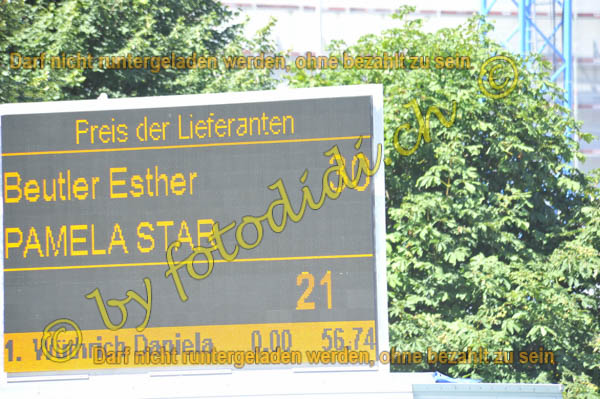 Darf nicht runtergeladen werden, ohne bezahlt zu sein
Preis der Lieferanten
Beutler Esther
PAMELA STAR
21
1. Wüthrich Daniela 0.00 56.74
© by fotodidi.ch ©
Darf nicht runtergeladen werden, ohne bezahlt zu sein